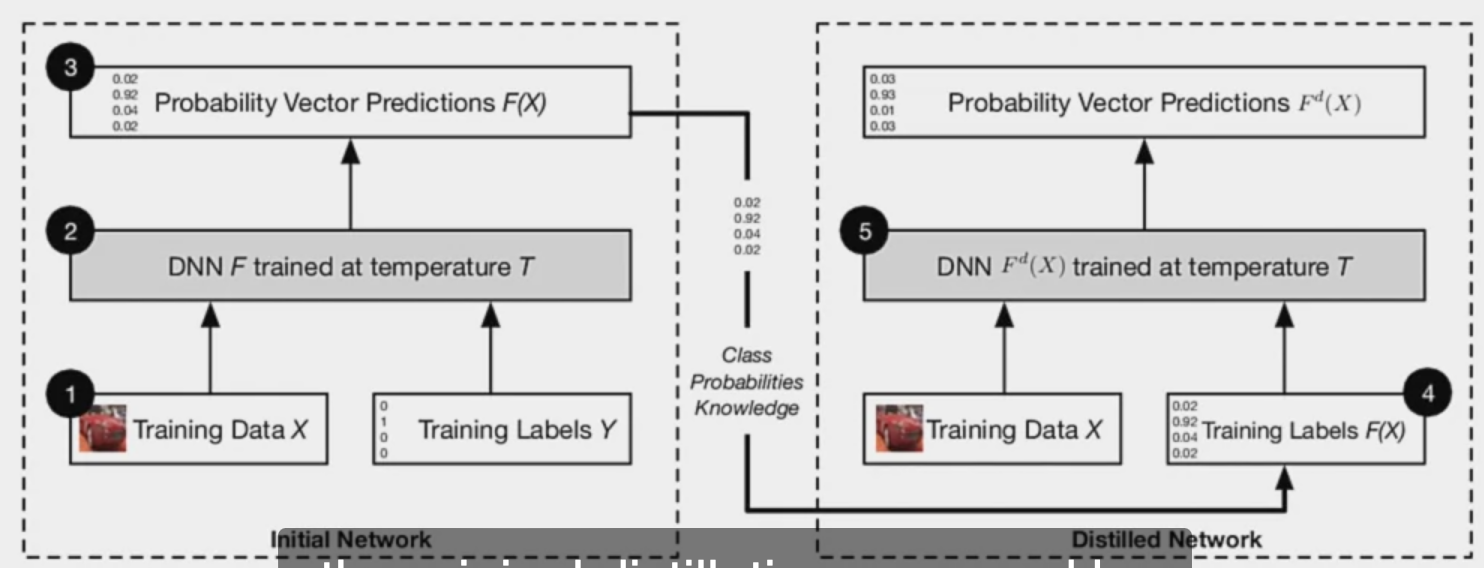 3
0.02
0.92
0.04
0.02
Probability Vector Predictions F(X)
2
DNN F trained at temperature T
1
Training Data X
0
1
0
0
Training Labels Y
Initial Network
0.02
0.92
0.04
0.02
Class
Probabilities
Knowledge
0.03
0.93
0.01
0.03
Probability Vector Predictions Fᵈ(X)
5
DNN Fᵈ(X) trained at temperature T
Training Data X
4
0.02
0.92
0.04
0.02
Training Labels F(X)
Distilled Network